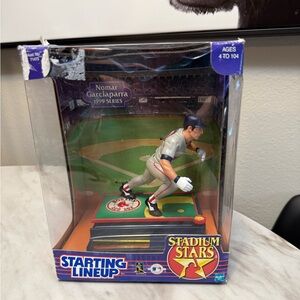 AGES
4 TO 104
Nomar
Garciaparra
1999 SERIES
STARTING
LINEUP
STADIUM
STARS